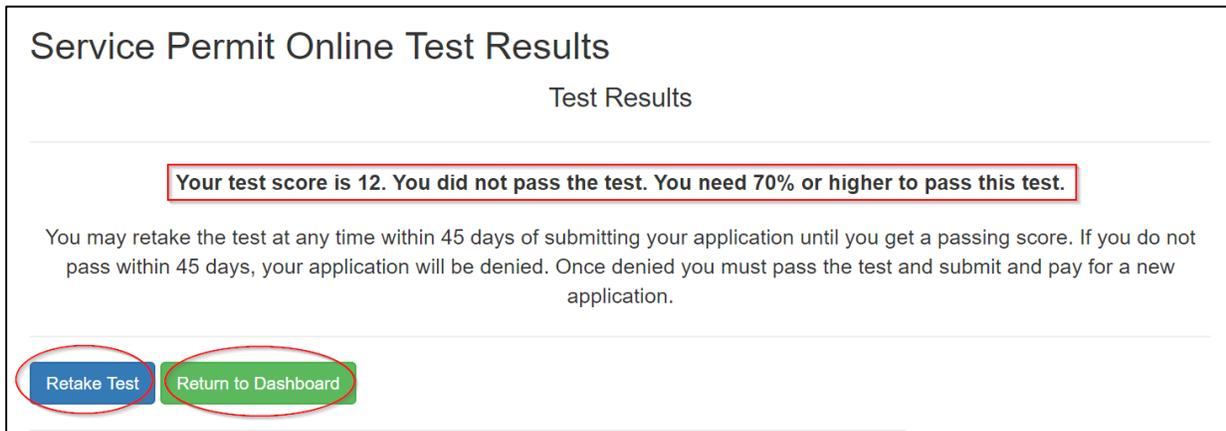 Service Permit Online Test Results
Test Results
Your test score is 12. You did not pass the test. You need 70% or higher to pass this test.
You may retake the test at any time within 45 days of submitting your application until you get a passing score. If you do not
pass within 45 days, your application will be denied. Once denied you must pass the test and submit and pay for a new
application.
Retake Test Return to Dashboard